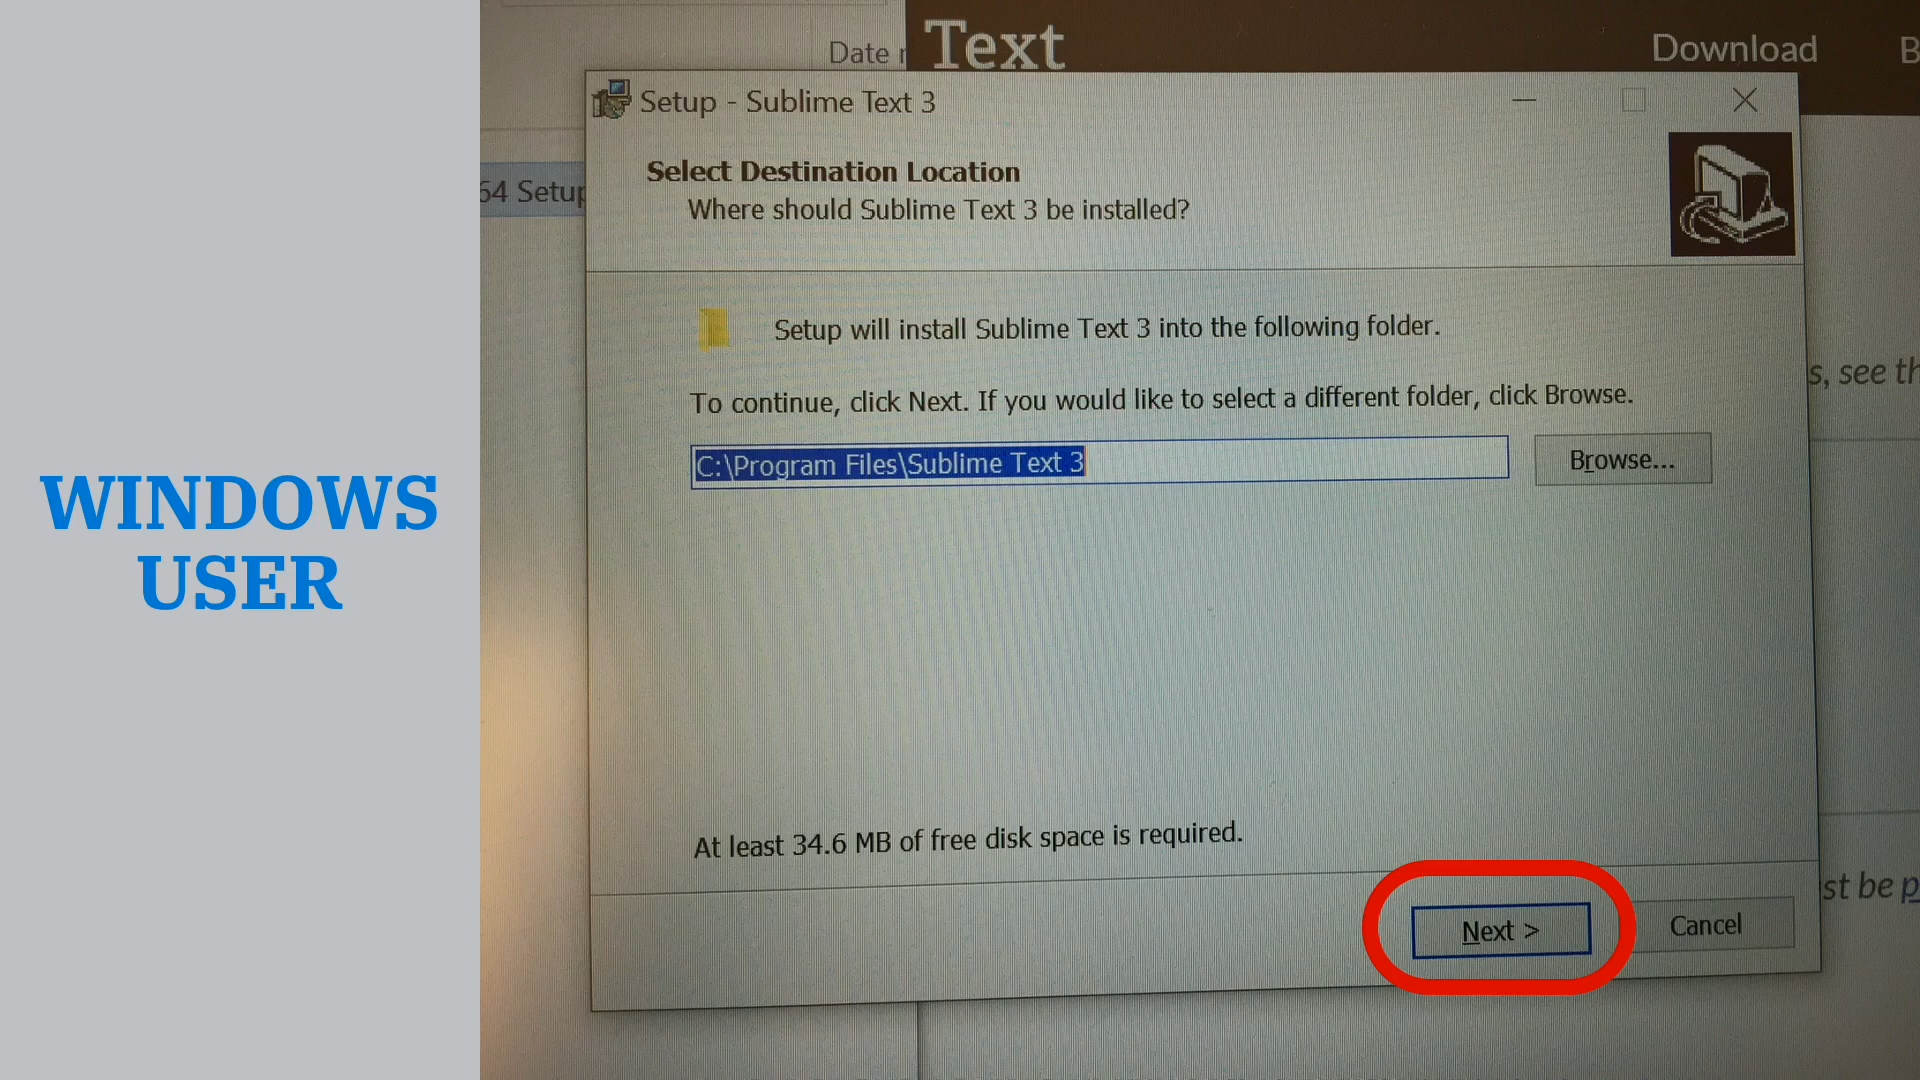 WINDOWS
USER
Date
Text
Download
64 Setup
Setup - Sublime Text 3
Select Destination Location
Where should Sublime Text 3 be installed?
Setup will install Sublime Text 3 into the following folder.
s, see th
To continue, click Next. If you would like to select a different folder, click Browse.
C:\Program Files\Sublime Text 3
Browse...
At least 34.6 MB of free disk space is required.
st be p
Next >
Cancel